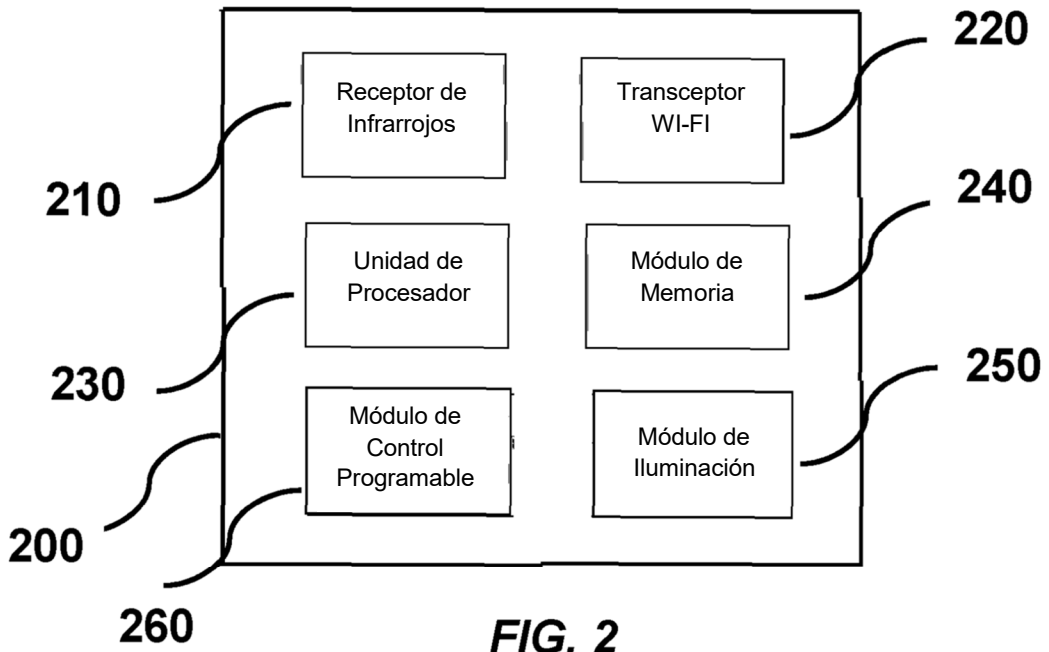 220
Receptor de
Infrarrojos
Transceptor
WI-FI
210
240
Unidad de
Procesador
Módulo de
Memoria
230
250
Módulo de
Control
Programable
Módulo de
Iluminación
200
260
FIG. 2